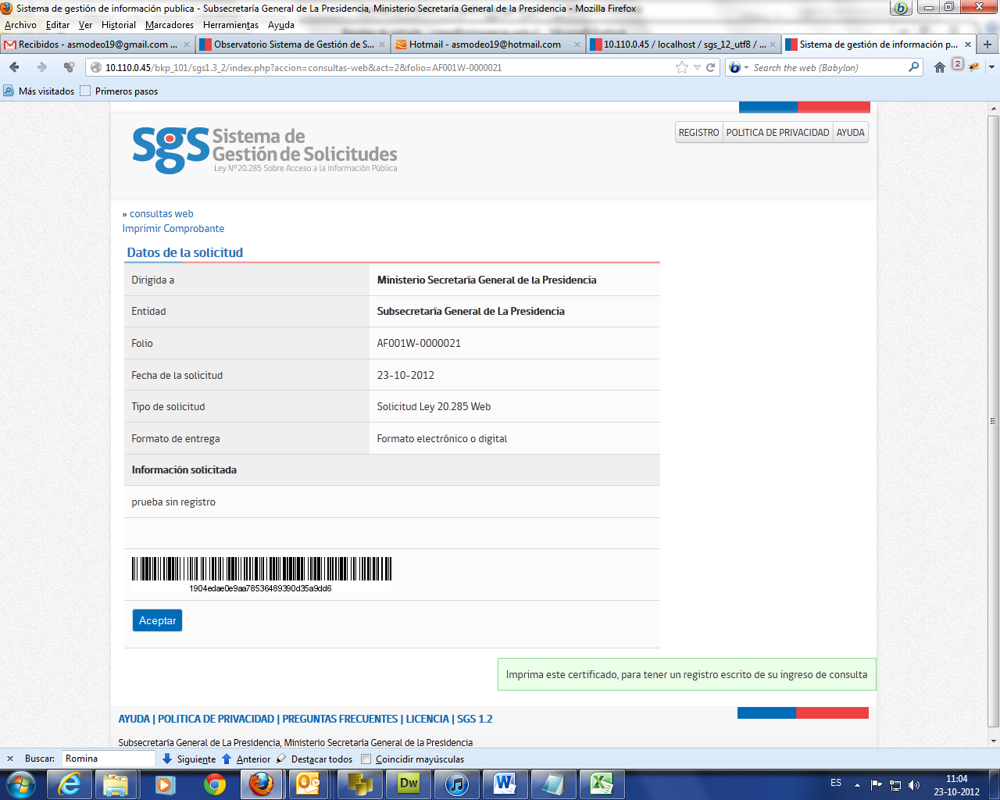 Sistema de gestión de información publica - Subsecretaría General de La Presidencia, Ministerio Secretaría General de la Presidencia - Mozilla Firefox
Archivo Editar Ver Historial Marcadores Herramientas Ayuda
Recibidos - asmodeo19@gmail.com ... Observatorio Sistema de Gestión de S... Hotmail - asmodeo19@hotmail.com 10.110.0.45 / localhost / sgs_12_utf8 / ... Sistema de gestión de información p...
10.110.0.45/bkp_101/sgs1.3_2/index.php?accion=consultas-web&act=2&folio=AF001W-0000021 Search the web (Babylon) 2
Más visitados Primeros pasos
sgs Sistema de
Gestión de Solicitudes
Ley Nº20.285 Sobre Acceso a la Información Pública
REGISTRO POLíTICA DE PRIVACIDAD AYUDA
» consultas web
Imprimir Comprobante
Datos de la solicitud
Dirigida a Ministerio Secretaría General de la Presidencia
Entidad Subsecretaría General de La Presidencia
Folio AF001W-0000021
Fecha de la solicitud 23-10-2012
Tipo de solicitud Solicitud Ley 20.285 Web
Formato de entrega Formato electrónico o digital
Información solicitada
prueba sin registro
1904edae0e9aa78536489390d35a9dd6
Aceptar
Imprima este certificado, para tener un registro escrito de su ingreso de consulta
AYUDA | POLITICA DE PRIVACIDAD | PREGUNTAS FRECUENTES | LICENCIA | SGS 1.2
Subsecretaría General de La Presidencia, Ministerio Secretaría General de la Presidencia
Buscar: Romina Siguiente Anterior Destacar todos Coincidir mayúsculas
Dw ES 11:04
23-10-2012